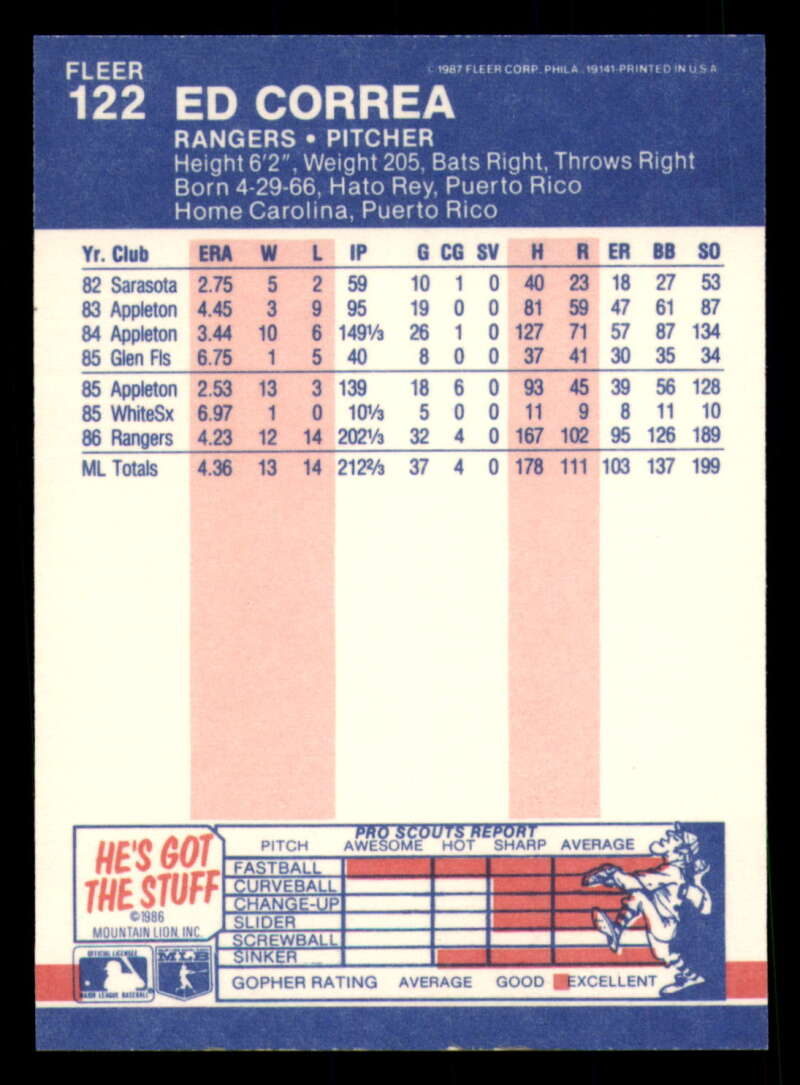 FLEER © 1987 FLEER CORP. PHILA. 19141-PRINTED IN U.S.A
122 ED CORREA
RANGERS • PITCHER
Height 6'2", Weight 205, Bats Right, Throws Right
Born 4-29-66, Hato Rey, Puerto Rico
Home Carolina, Puerto Rico
Yr. Club ERA W L IP G CG SV H R ER BB SO
82 Sarasota 2.75 5 2 59 10 1 0 40 23 18 27 53
83 Appleton 4.45 3 9 95 19 0 0 81 59 47 61 87
84 Appleton 3.44 10 6 149⅓ 26 1 0 127 71 57 87 134
85 Glen Fls 6.75 1 5 40 8 0 0 37 41 30 35 34
85 Appleton 2.53 13 3 139 18 6 0 93 45 39 56 128
85 WhiteSx 6.97 1 0 10⅓ 5 0 0 11 9 8 11 10
86 Rangers 4.23 12 14 202⅓ 32 4 0 167 102 95 126 189
ML Totals 4.36 13 14 212⅔ 37 4 0 178 111 103 137 199
HE'S GOT
THE STUFF
©1986
MOUNTAIN LION, INC.
OFFICIAL LICENSEE
MAJOR LEAGUE BASEBALL
MLB
PRO SCOUTS REPORT
PITCH AWESOME HOT SHARP AVERAGE
FASTBALL
CURVEBALL
CHANGE-UP
SLIDER
SCREWBALL
SINKER
GOPHER RATING AVERAGE GOOD EXCELLENT